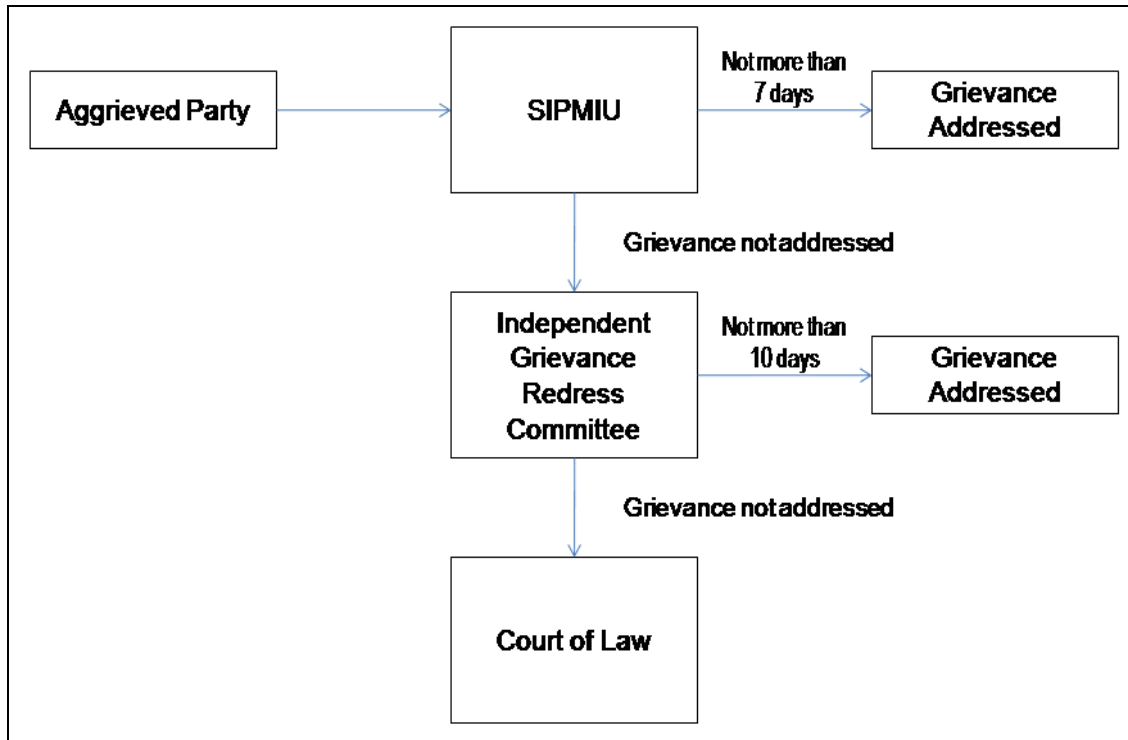 Aggrieved Party
SIPMIU
Not more than
7 days
Grievance
Addressed
Grievance not addressed
Independent
Grievance
Redress
Committee
Not more than
10 days
Grievance
Addressed
Grievance not addressed
Court of Law